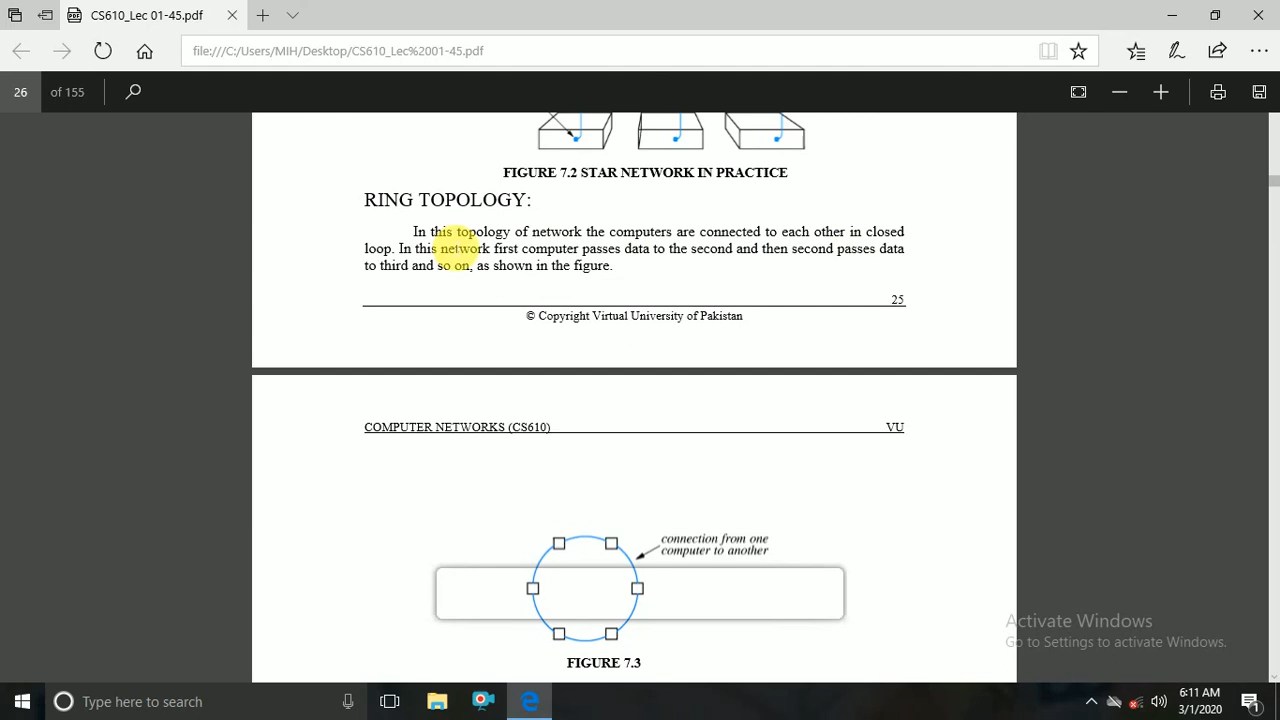 CS610_Lec 01-45.pdf
file:///C:/Users/MIH/Desktop/CS610_Lec%2001-45.pdf
26 of 155
FIGURE 7.2 STAR NETWORK IN PRACTICE
RING TOPOLOGY:
In this topology of network the computers are connected to each other in closed
loop. In this network first computer passes data to the second and then second passes data
to third and so on, as shown in the figure.
25
© Copyright Virtual University of Pakistan
COMPUTER NETWORKS (CS610) VU
connection from one
computer to another
FIGURE 7.3
Activate Windows
Go to Settings to activate Windows.
Type here to search
6:11 AM
3/1/2020
1